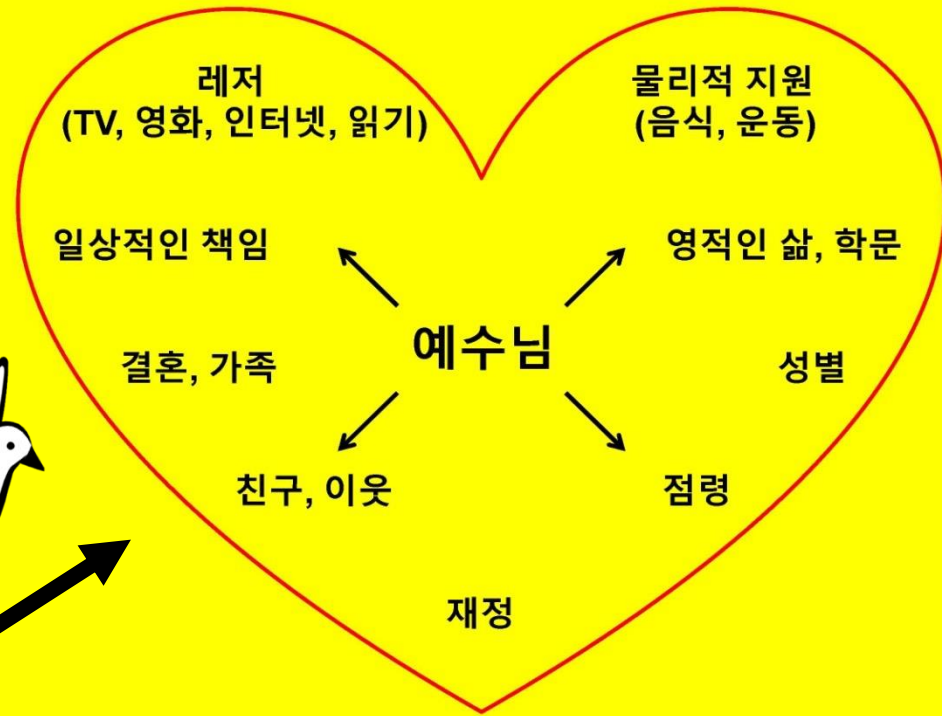 레저
(TV, 영화, 인터넷, 읽기)
물리적 지원
(음식, 운동)
일상적인 책임
영적인 삶, 학문
예수님
결혼, 가족
성별
친구, 이웃
점령
재정